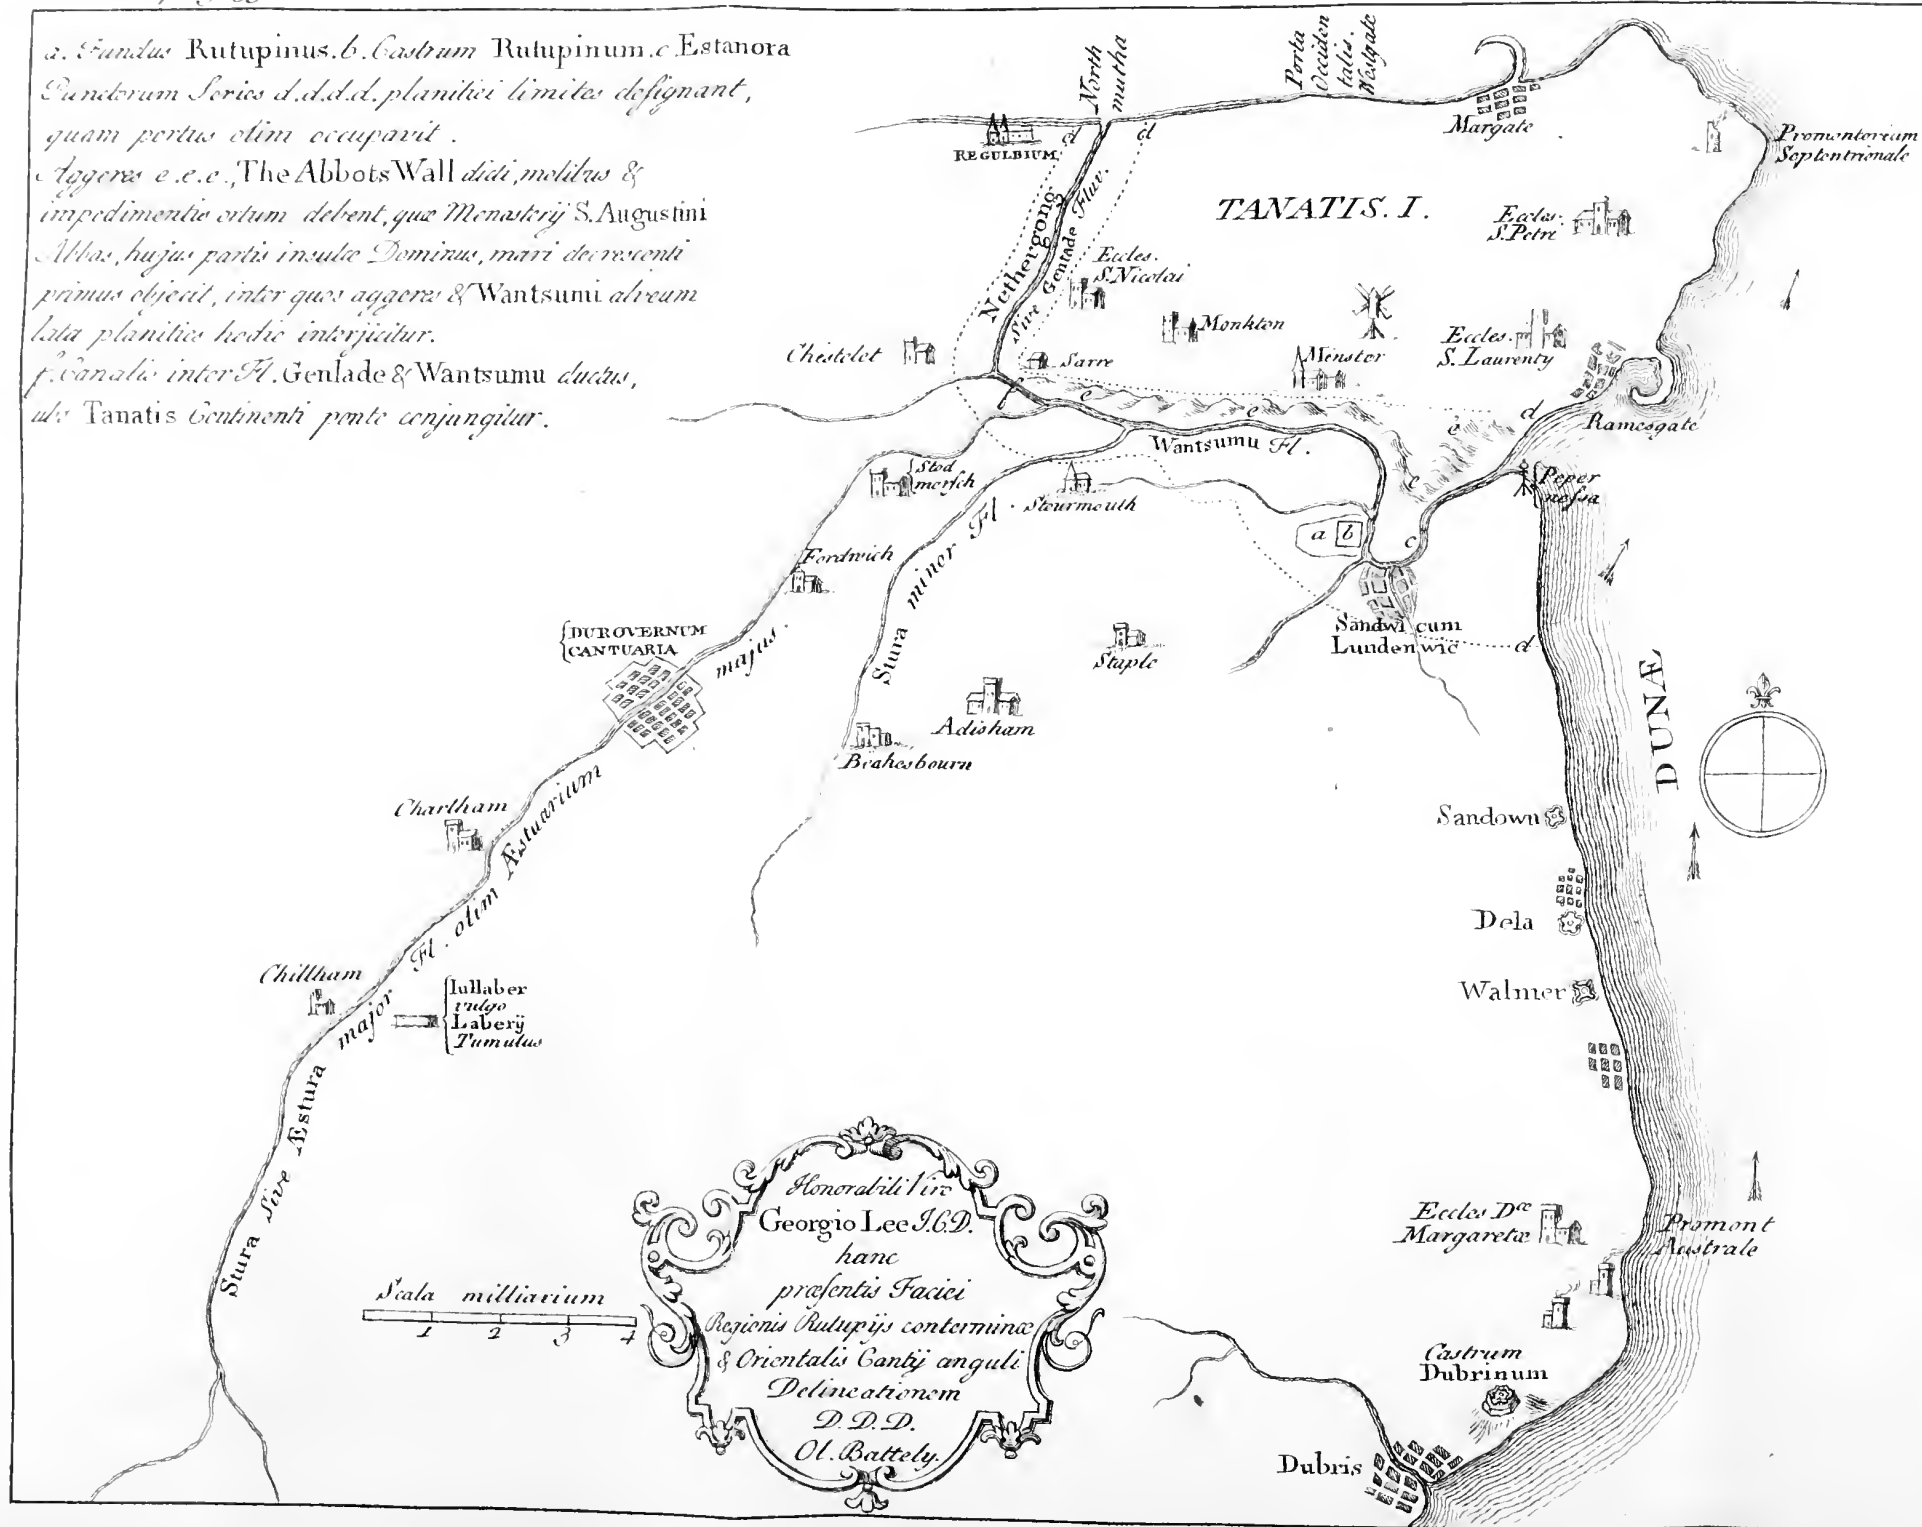 a. Fundus Rutupinus. b. Castrum Rutupinum. c. Estanora
Punctorum Series d.d.d.d. planitiei limites designant,
quam portus olim occupavit.
Aggeres e.e.e., The Abbots Wall dicti, molibus &
impedimentis ortum debent, quæ Monasterij S. Augustini
Abbas, hujus partis insulæ Dominus, mari decrescenti
primus objecit, inter quos aggeres & Wantsumi alveum
lata planities hodie interjicitur.
f. Canalis inter Fl. Genlade & Wantsumu ductus,
ubi Tanatis Continenti ponte conjungitur.
North
mutha
Porta
Occiden
talis.
Westgate
Margate
Promontorium
Septentrionale
REGULBIUM
d
d
Nethergong
Sive Genlade Fluv.
TANATIS. I.
Eccles.
S. Petri
Eccles.
S. Nicolai
Monkton
Minster
Eccles.
S. Laurenty
Chistelet
Sarre
f
e
e
e
e
d
Ramesgate
Wantsumu Fl.
Stod
mersch
Stourmouth
Peper
nessa
a
b
c
Fordwich
Stura minor Fl.
Sandwicum
Lundenwic
d
DUROVERNUM
CANTUARIA
Staple
Adisham
Beakesbourn
DUNÆ
Chartham
Sandown
Dela
Walmer
Chillham
Iullaber
vulgo
Laberij
Tumulus
Stura Sive Æstura major Fl. olim Æstuarium majus.
Eccles Dæ
Margaretæ
Promont
Australe
Castrum
Dubrinum
Dubris
Scala milliarium
1 2 3 4
Honorabili Viro
Georgio Lee J.C.D.
hanc
præsentis Faciei
Regionis Rutupijs conterminæ
& Orientalis Cantij anguli
Delineationem
D.D.D.
Ol. Battely.